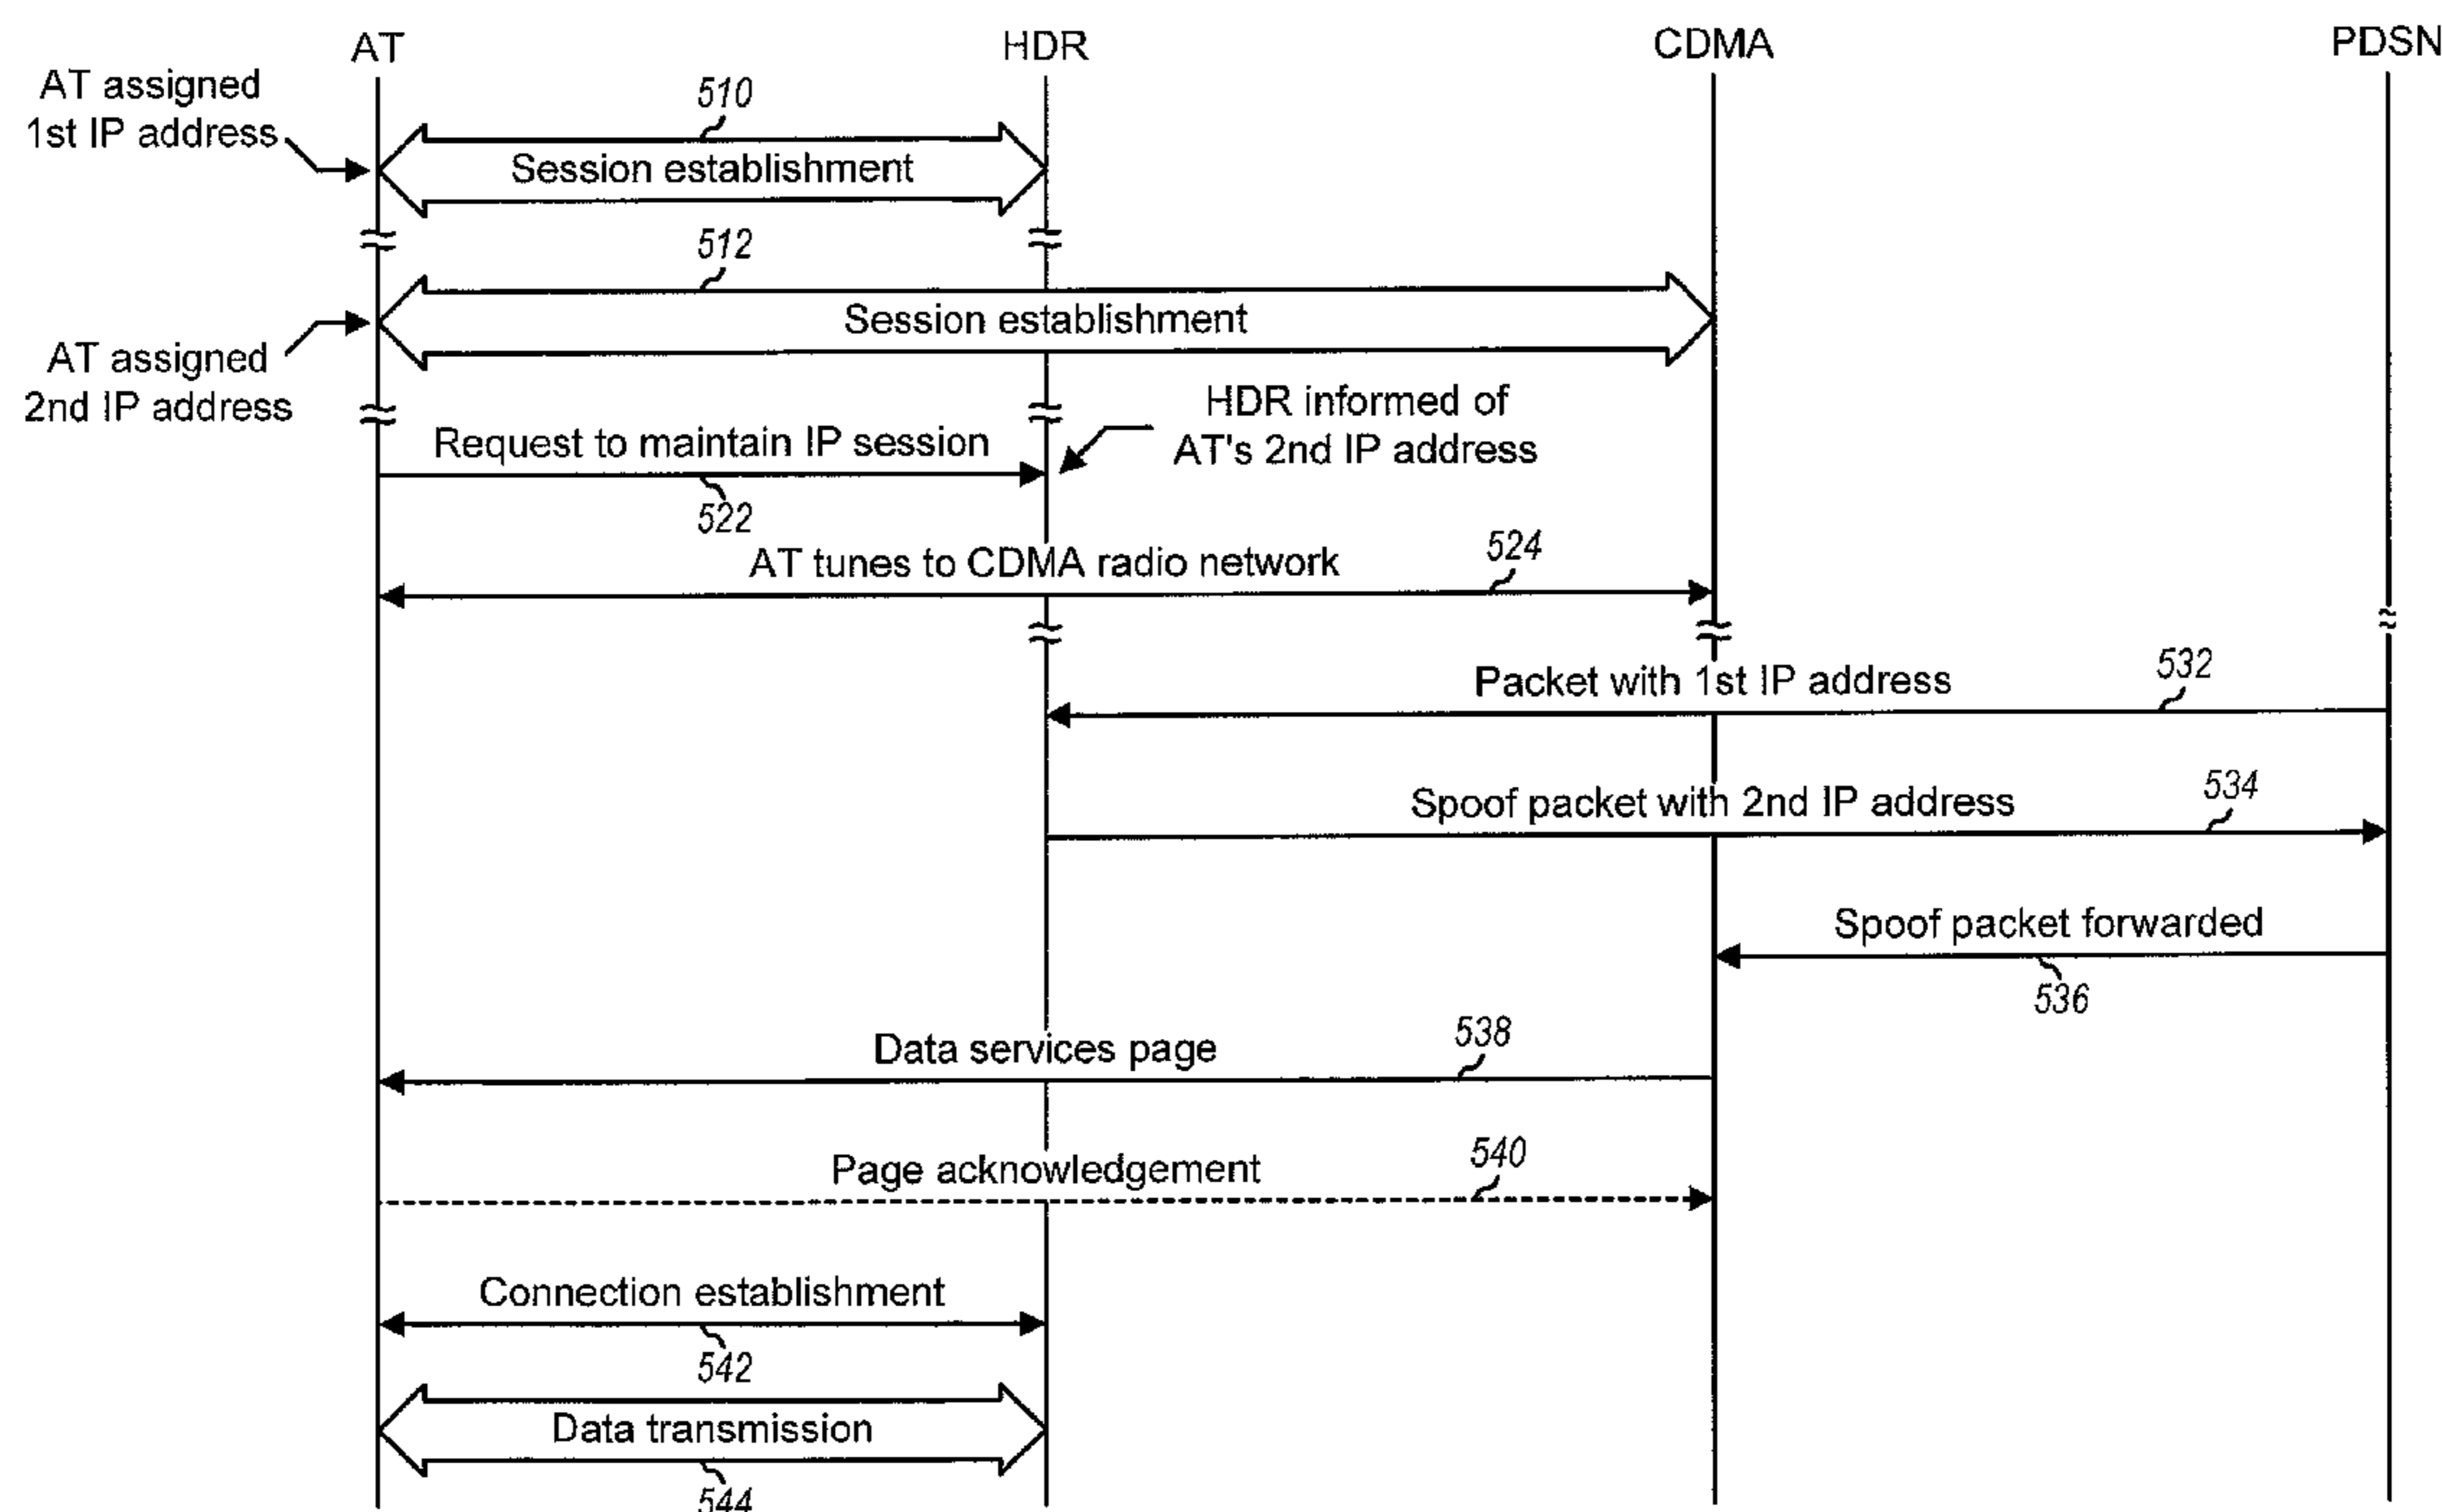 AT HDR CDMA PDSN
AT assigned
1st IP address
510
Session establishment
512
Session establishment
AT assigned
2nd IP address
HDR informed of
AT's 2nd IP address
Request to maintain IP session
522
524
AT tunes to CDMA radio network
532
Packet with 1st IP address
534
Spoof packet with 2nd IP address
Spoof packet forwarded
536
538
Data services page
540
Page acknowledgement
Connection establishment
542
Data transmission
544